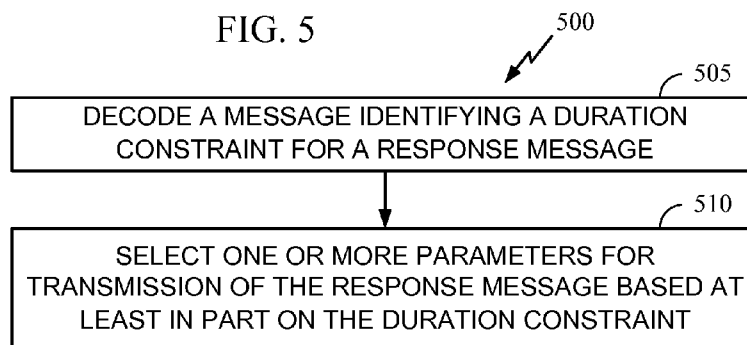 FIG. 5
500
505
DECODE A MESSAGE IDENTIFYING A DURATION
CONSTRAINT FOR A RESPONSE MESSAGE
510
SELECT ONE OR MORE PARAMETERS FOR
TRANSMISSION OF THE RESPONSE MESSAGE BASED AT
LEAST IN PART ON THE DURATION CONSTRAINT